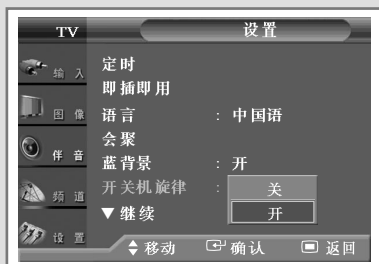 TV 设置
输入
图像
伴音
频道
设置
定时
即插即用
语言 : 中国语
会聚
蓝背景 : 开
开关机旋律 : 关
开
▼继续
移动 确认 返回